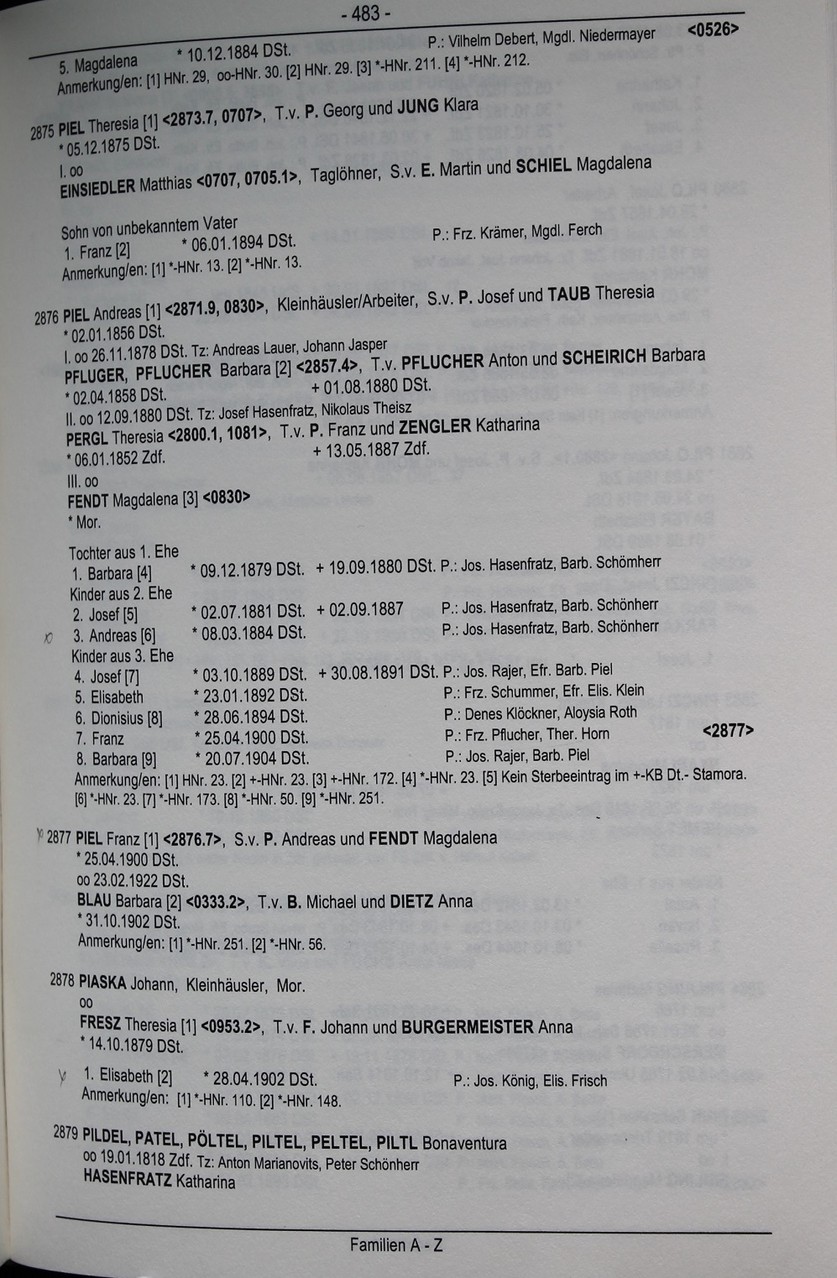 - 483 -
5. Magdalena * 10.12.1884 DSt. P.: Vilhelm Debert, Mgdl. Niedermayer <0526>
Anmerkung/en: [1] HNr. 29, oo-HNr. 30. [2] HNr. 29. [3] *-HNr. 211. [4] *-HNr. 212.
2875 PIEL Theresia [1] <2873.7, 0707>, T.v. P. Georg und JUNG Klara
* 05.12.1875 DSt.
I. oo
EINSIEDLER Matthias <0707, 0705.1>, Taglöhner, S.v. E. Martin und SCHIEL Magdalena
Sohn von unbekanntem Vater
1. Franz [2] * 06.01.1894 DSt. P.: Frz. Krämer, Mgdl. Ferch
Anmerkung/en: [1] *-HNr. 13. [2] *-HNr. 13.
2876 PIEL Andreas [1] <2871.9, 0830>, Kleinhäusler/Arbeiter, S.v. P. Josef und TAUB Theresia
* 02.01.1856 DSt.
I. oo 26.11.1878 DSt. Tz: Andreas Lauer, Johann Jasper
PFLUGER, PFLUCHER Barbara [2] <2857.4>, T.v. PFLUCHER Anton und SCHEIRICH Barbara
* 02.04.1858 DSt. + 01.08.1880 DSt.
II. oo 12.09.1880 DSt. Tz: Josef Hasenfratz, Nikolaus Theisz
PERGL Theresia <2800.1, 1081>, T.v. P. Franz und ZENGLER Katharina
* 06.01.1852 Zdf. + 13.05.1887 Zdf.
III. oo
FENDT Magdalena [3] <0830>
* Mor.
Tochter aus 1. Ehe
1. Barbara [4] * 09.12.1879 DSt. + 19.09.1880 DSt. P.: Jos. Hasenfratz, Barb. Schömherr
Kinder aus 2. Ehe
2. Josef [5] * 02.07.1881 DSt. + 02.09.1887 P.: Jos. Hasenfratz, Barb. Schönherr
3. Andreas [6] * 08.03.1884 DSt. P.: Jos. Hasenfratz, Barb. Schönherr
Kinder aus 3. Ehe
4. Josef [7] * 03.10.1889 DSt. + 30.08.1891 DSt. P.: Jos. Rajer, Efr. Barb. Piel
5. Elisabeth * 23.01.1892 DSt. P.: Frz. Schummer, Efr. Elis. Klein
6. Dionisius [8] * 28.06.1894 DSt. P.: Denes Klöckner, Aloysia Roth
7. Franz * 25.04.1900 DSt. P.: Frz. Pflucher, Ther. Horn <2877>
8. Barbara [9] * 20.07.1904 DSt. P.: Jos. Rajer, Barb. Piel
Anmerkung/en: [1] HNr. 23. [2] +-HNr. 23. [3] +-HNr. 172. [4] *-HNr. 23. [5] Kein Sterbeeintrag im +-KB Dt.- Stamora.
[6] *-HNr. 23. [7] *-HNr. 173. [8] *-HNr. 50. [9] *-HNr. 251.
2877 PIEL Franz [1] <2876.7>, S.v. P. Andreas und FENDT Magdalena
* 25.04.1900 DSt.
oo 23.02.1922 DSt.
BLAU Barbara [2] <0333.2>, T.v. B. Michael und DIETZ Anna
* 31.10.1902 DSt.
Anmerkung/en: [1] *-HNr. 251. [2] *-HNr. 56.
2878 PIASKA Johann, Kleinhäusler, Mor.
oo
FRESZ Theresia [1] <0953.2>, T.v. F. Johann und BURGERMEISTER Anna
* 14.10.1879 DSt.
1. Elisabeth [2] * 28.04.1902 DSt. P.: Jos. König, Elis. Frisch
Anmerkung/en: [1] *-HNr. 110. [2] *-HNr. 148.
2879 PILDEL, PATEL, PÖLTEL, PILTEL, PELTEL, PILTL Bonaventura
oo 19.01.1818 Zdf. Tz: Anton Marianovits, Peter Schönherr
HASENFRATZ Katharina
Familien A - Z